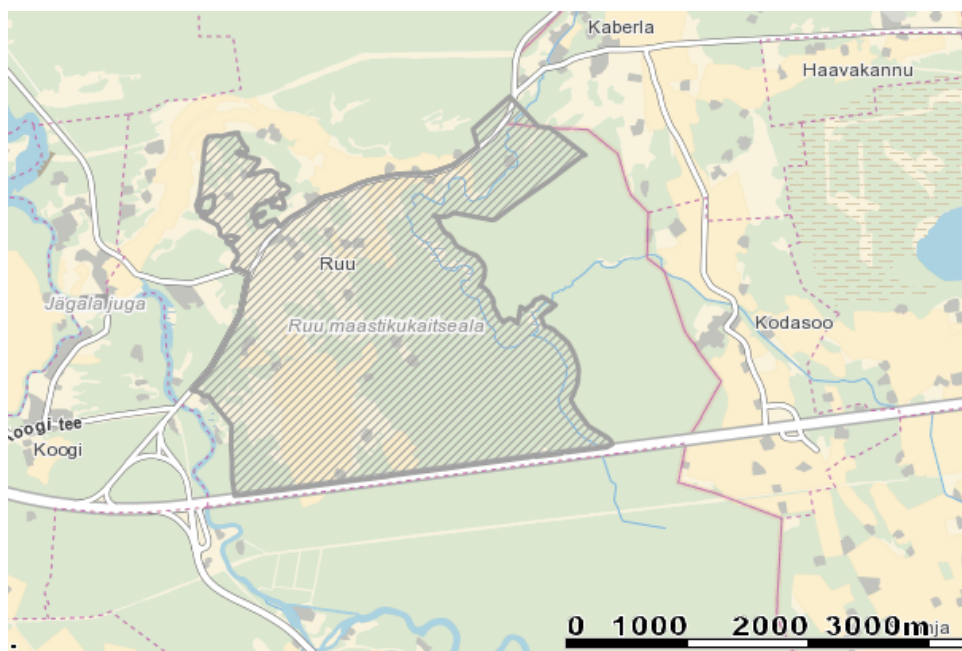 Kaberla
Haavakannu
Ruu
Jägala juga
Ruu maastikukaitseala
Kodasoo
Koogi tee
Koogi
0 1000 2000 3000m